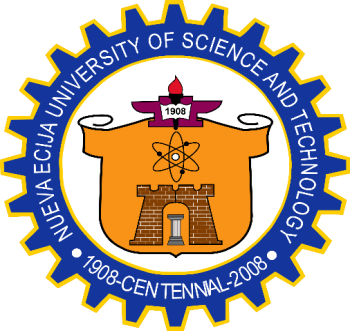 NUEVA ECIJA UNIVERSITY OF SCIENCE AND TECHNOLOGY
1908
1908-CENTENNIAL-2008